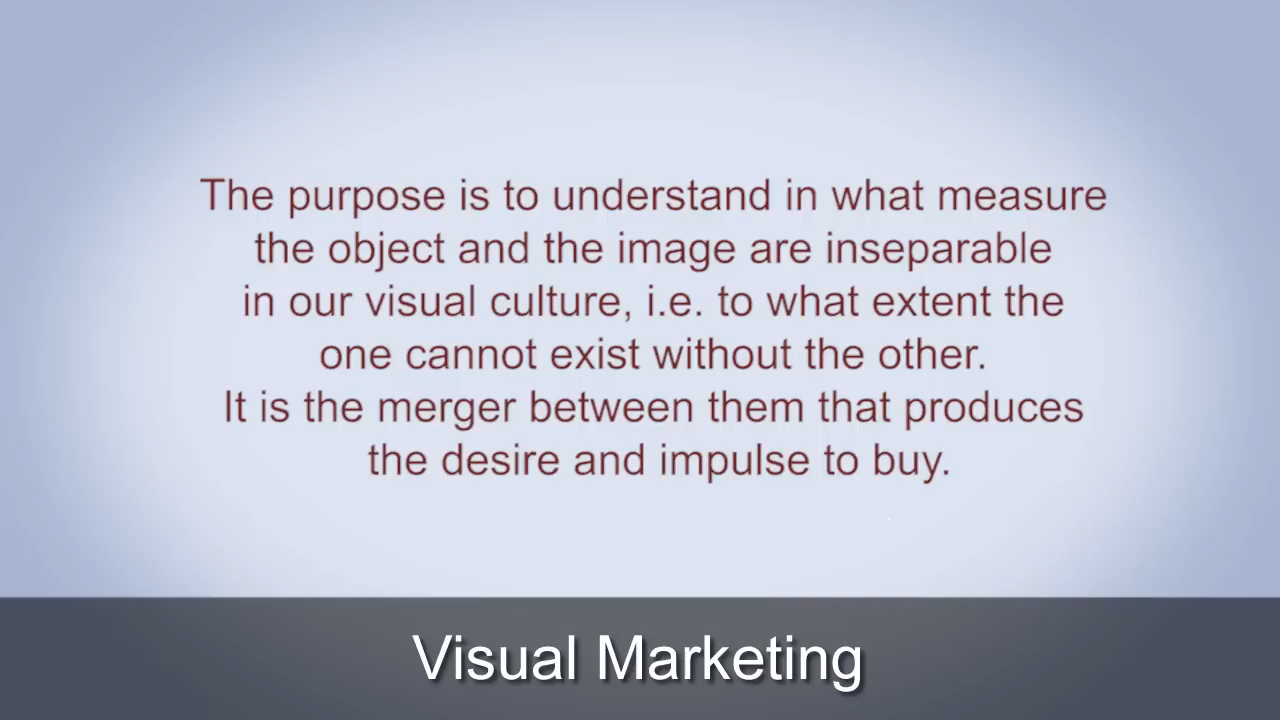 The purpose is to understand in what measure
the object and the image are inseparable
in our visual culture, i.e. to what extent the
one cannot exist without the other.
It is the merger between them that produces
the desire and impulse to buy.
Visual Marketing